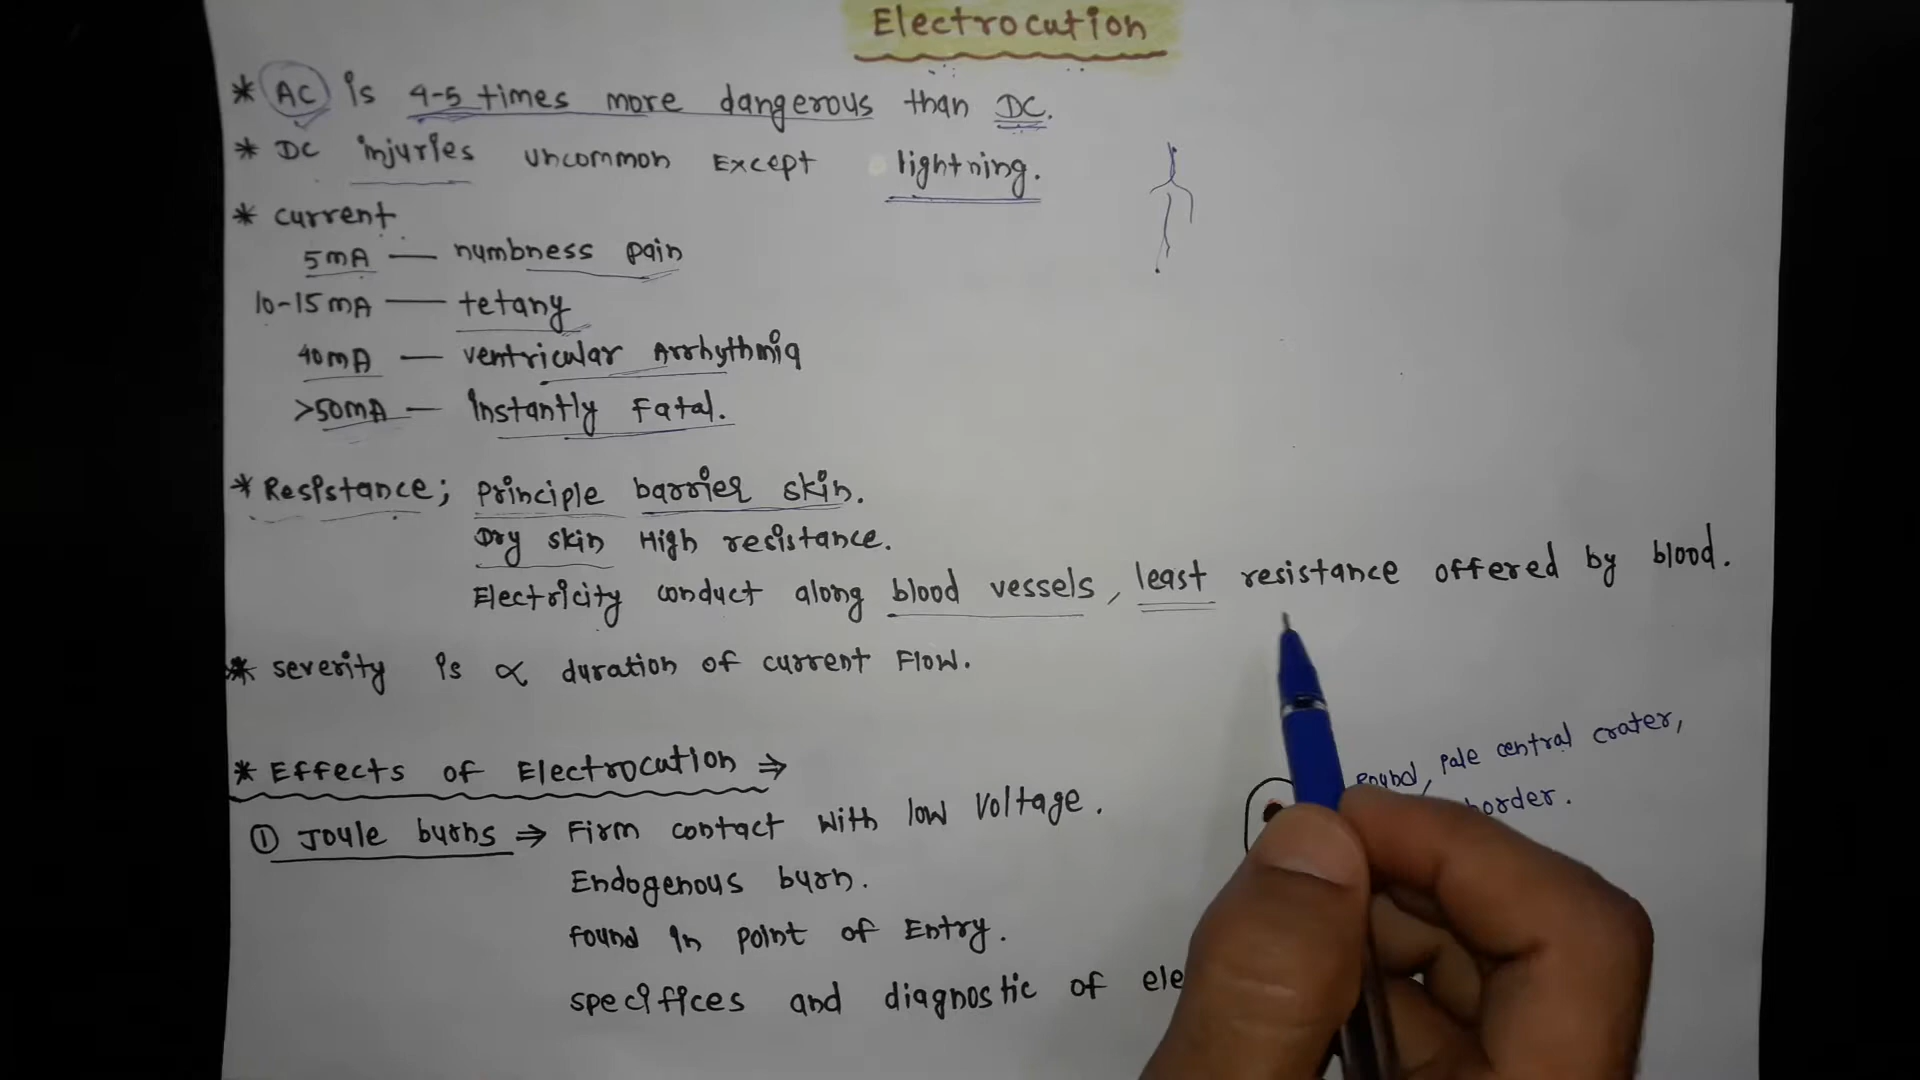 Electrocution
* AC is 4-5 times more dangerous than DC.
* DC injuries uncommon Except lightning.
* current
5mA — numbness pain
10-15mA — tetany
40mA — ventricular Arrhythmia
>50mA — Instantly Fatal.
* Resistance; Principle barrier skin.
Dry skin High resistance.
Electricity conduct along blood vessels, least resistance offered by blood.
* severity is ∝ duration of current Flow.
* Effects of Electrocution ⇒
① Joule burns ⇒ Firm contact with low voltage.
Endogenous burn.
found in point of Entry.
specifices and diagnostic of ele
Pale central crater,
border.